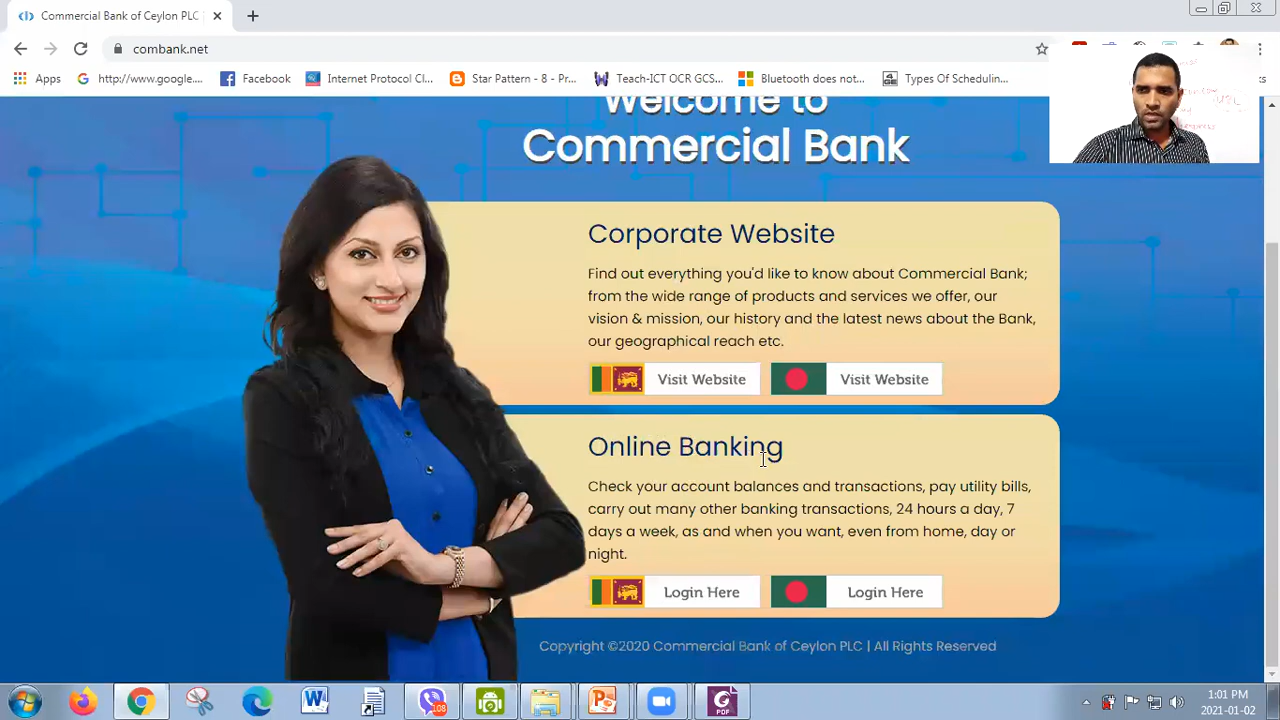 Commercial Bank of Ceylon PLC
combank.net
Apps
http://www.google....
Facebook
Internet Protocol Cl...
Star Pattern - 8 - Pr...
Teach-ICT OCR GCS...
Bluetooth does not...
Types Of Scheduling...
Welcome to
Commercial Bank
Corporate Website
Find out everything you'd like to know about Commercial Bank;
from the wide range of products and services we offer, our
vision & mission, our history and the latest news about the Bank,
our geographical reach etc.
Visit Website
Visit Website
Online Banking
Check your account balances and transactions, pay utility bills,
carry out many other banking transactions, 24 hours a day, 7
days a week, as and when you want, even from home, day or
night.
Login Here
Login Here
Copyright ©2020 Commercial Bank of Ceylon PLC | All Rights Reserved
108
PDF
1:01 PM
2021-01-02